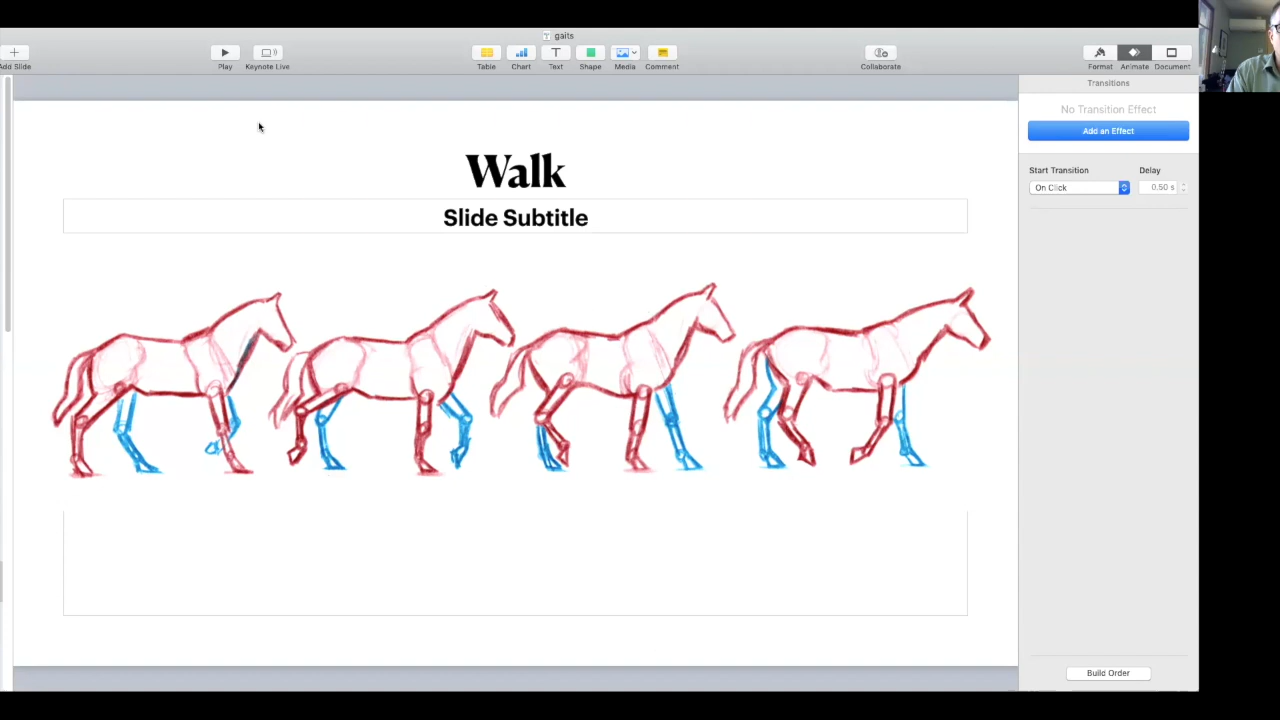 gaits
Add Slide
Play
Keynote Live
Table
Chart
Text
Shape
Media
Comment
Collaborate
Format
Animate
Document
Transitions
No Transition Effect
Add an Effect
Start Transition
Delay
On Click
0.50 s
Walk
Slide Subtitle
Build Order